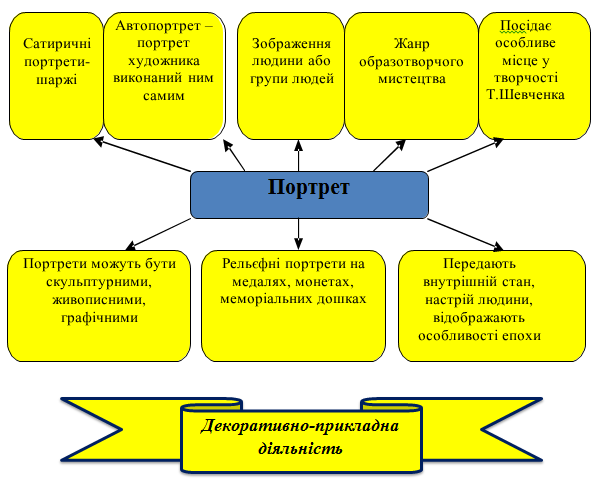 Сатиричні
портрети-
шаржі
Автопортрет –
портрет
художника
виконаний ним
самим
Зображення
людини або
групи людей
Жанр
образотворчого
мистецтва
Посідає
особливе
місце у
творчості
Т.Шевченка
Портрет
Портрети можуть бути
скульптурними,
живописними,
графічними
Рельєфні портрети на
медалях, монетах,
меморіальних дошках
Передають
внутрішній стан,
настрій людини,
відображають
особливості епохи
Декоративно-прикладна
діяльність